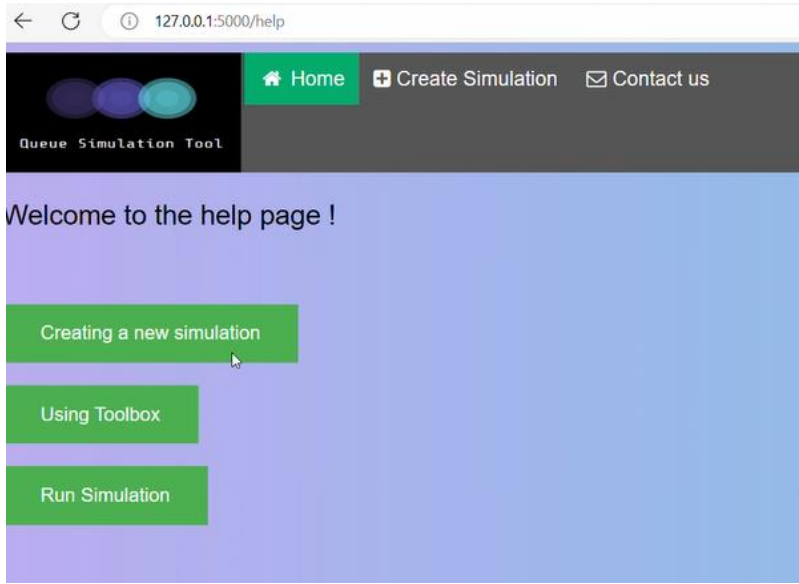 127.0.0.1:5000/help
Home Create Simulation Contact us
Queue Simulation Tool
Welcome to the help page !
Creating a new simulation
Using Toolbox
Run Simulation